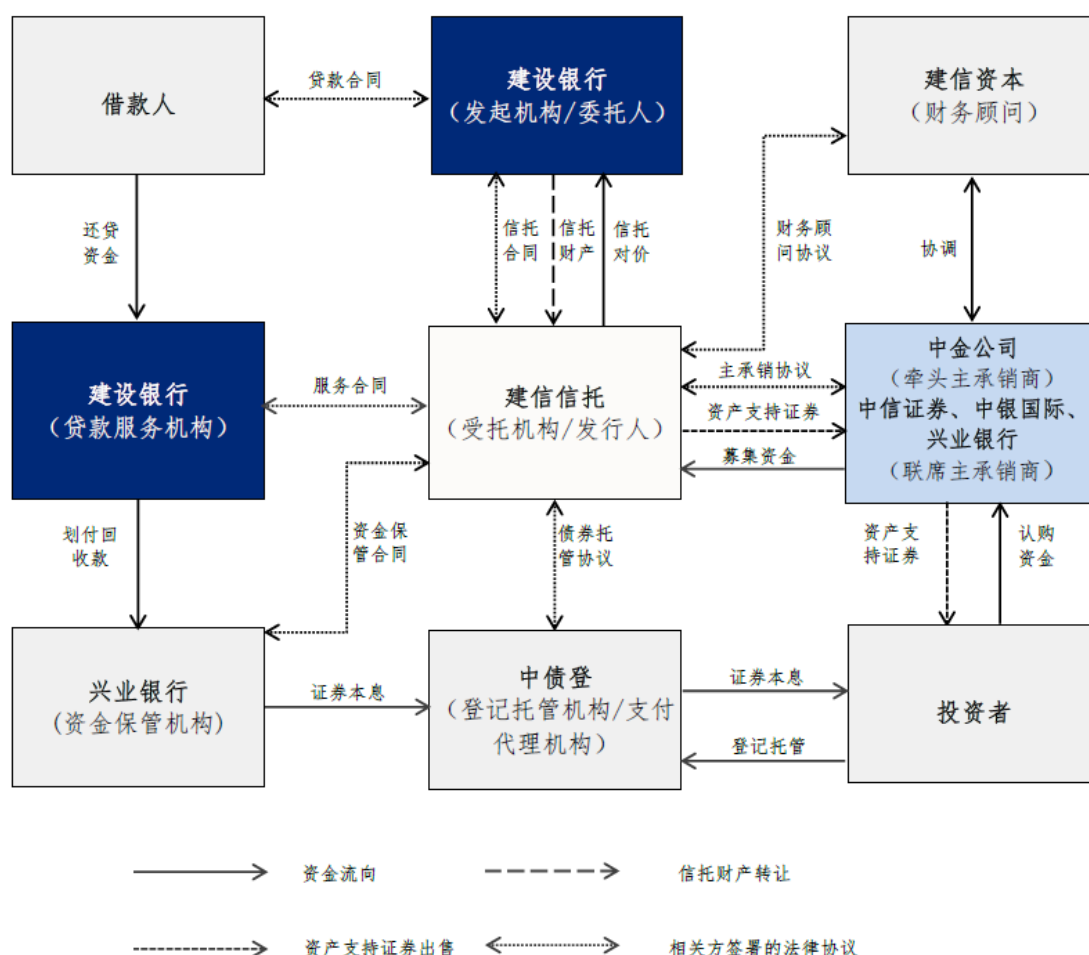 借款人
贷款合同
建设银行
（发起机构/委托人）
建信资本
（财务顾问）
还贷
资金
信托
合同
信托
财产
信托
对价
财务顾
问协议
协调
建设银行
（贷款服务机构）
服务合同
建信信托
（受托机构/发行人）
主承销协议
资产支持证券
募集资金
中金公司
（牵头主承销商）
中信证券、中银国际、
兴业银行
（联席主承销商）
划付回
收款
资金保
管合同
债券托
管协议
资产支
持证券
认购
资金
兴业银行
(资金保管机构)
证券本息
中债登
（登记托管机构/支付
代理机构）
证券本息
登记托管
投资者
资金流向
信托财产转让
资产支持证券出售
相关方签署的法律协议